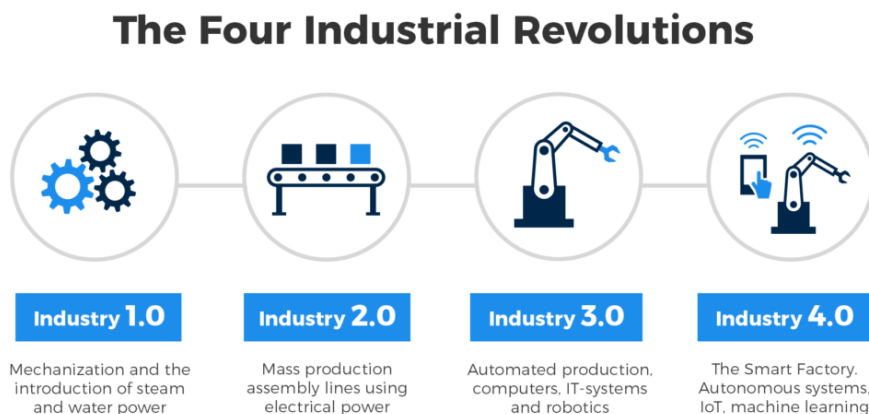 The Four Industrial Revolutions
Industry 1.0
Mechanization and the
introduction of steam
and water power
Industry 2.0
Mass production
assembly lines using
electrical power
Industry 3.0
Automated production,
computers, IT-systems
and robotics
Industry 4.0
The Smart Factory.
Autonomous systems,
IoT, machine learning